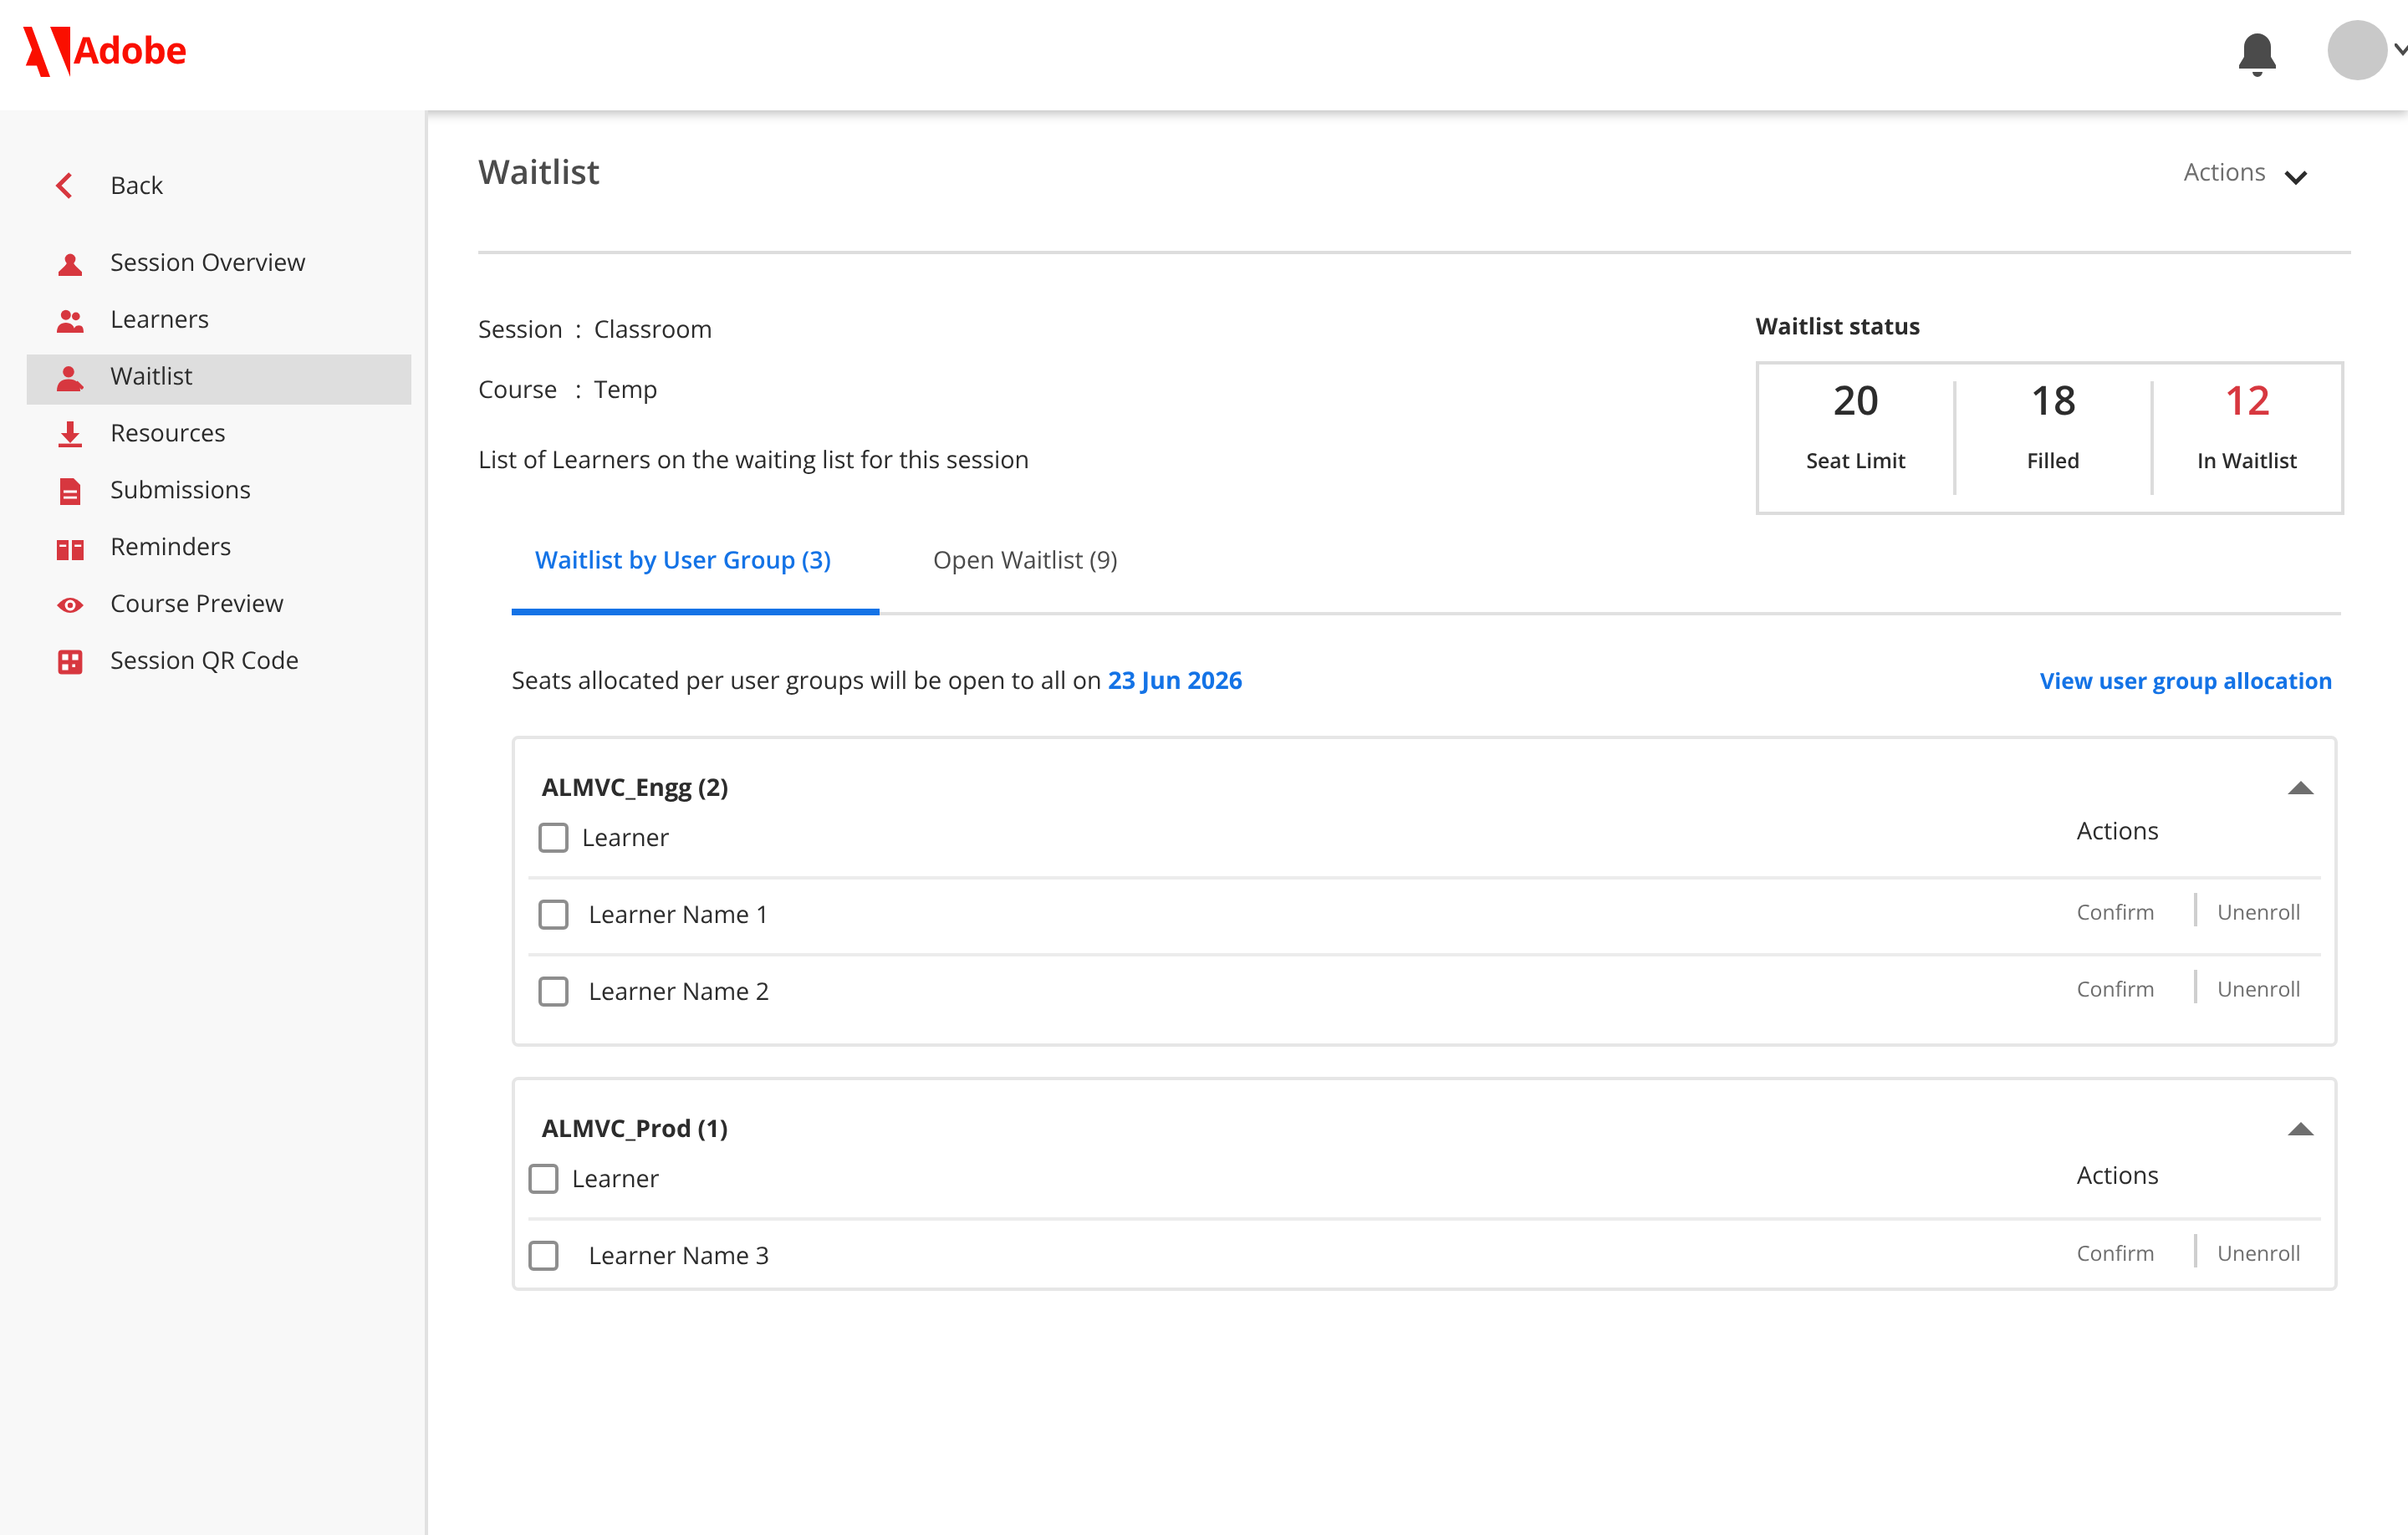 Adobe
Back
Session Overview
Learners
Waitlist
Resources
Submissions
Reminders
Course Preview
Session QR Code
Waitlist
Actions
Session : Classroom
Course : Temp
List of Learners on the waiting list for this session
Waitlist status
20 18 12
Seat Limit Filled In Waitlist
Waitlist by User Group (3) Open Waitlist (9)
Seats allocated per user groups will be open to all on 23 Jun 2026
View user group allocation
ALMVC_Engg (2)
Learner Actions
Learner Name 1 Confirm Unenroll
Learner Name 2 Confirm Unenroll
ALMVC_Prod (1)
Learner Actions
Learner Name 3 Confirm Unenroll